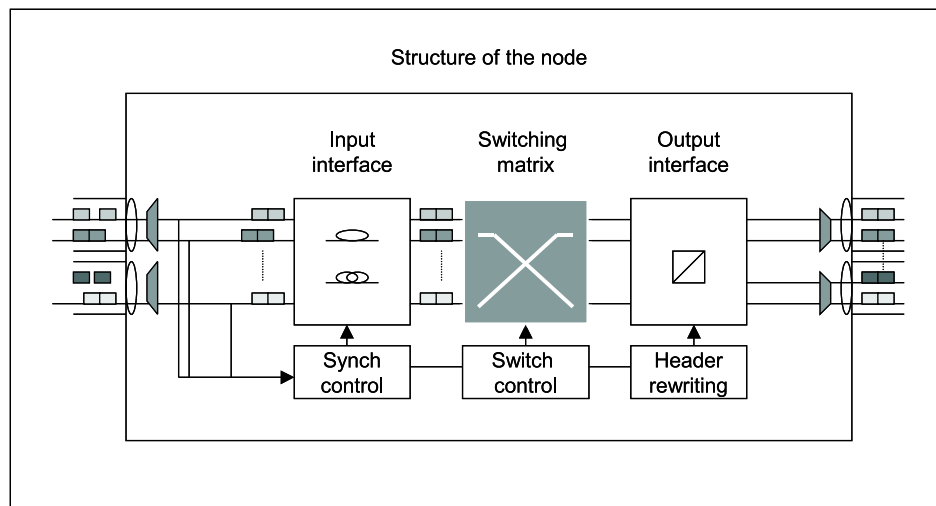 Structure of the node
Input
interface
Switching
matrix
Output
interface
Synch
control
Switch
control
Header
rewriting